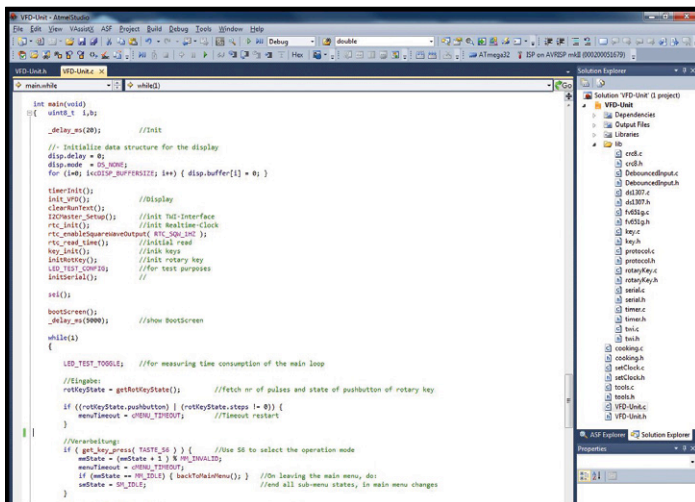 VFD-Unit - AtmelStudio
File Edit View VAssistX ASF Project Build Debug Tools Window Help
Debug double
Hex ATmega32 ISP on AVRISP mkII (000200051679)
VFD-Unit.h VFD-Unit.c
main.while while(1) Go
int main(void)
{ uint8_t i,b;
_delay_ms(20); //Init
//- Initialize data structure for the display
disp.delay = 0;
disp.mode = DS_NONE;
for (i=0; i<cDISP_BUFFERSIZE; i++) { disp.buffer[i] = 0; }
timerInit();
init_VFD(); //Display
clearRunText();
I2CMaster_Setup(); //init TWI-Interface
rtc_init(); //init Realtime-Clock
rtc_enableSquareWaveOutput( RTC_SQW_1HZ );
rtc_read_time(); //initial read
key_init(); //inik keys
initRotKey(); //init rotary key
LED_TEST_CONFIG; //for test purposes
initSerial(); //
sei();
bootScreen();
_delay_ms(5000); //show BootScreen
while(1)
{
LED_TEST_TOGGLE; //for measuring time consumption of the main loop
//Eingabe:
rotKeyState = getRotKeyState(); //fetch nr of pulses and state of pushbutton of rotary key
if ((rotKeyState.pushbutton) | (rotKeyState.steps != 0)) {
menuTimeout = cMENU_TIMEOUT; //Timeout restart
}
//Verarbeitung:
if ( get_key_press( TASTE_S6 ) ) { //Use S6 to select the operation mode
mmState = (mmState + 1 ) % MM_INVALID;
menuTimeout = cMENU_TIMEOUT;
if (mmState == MM_IDLE) { backToMainMenu(); } //On leaving the main menu, do:
smState = SM_IDLE; //end all sub-menu states, in main menu changes
}
Solution Explorer
Solution 'VFD-Unit' (1 project)
VFD-Unit
Dependencies
Output Files
Libraries
lib
crc8.c
crc8.h
DebouncedInput.c
DebouncedInput.h
ds1307.c
ds1307.h
fv651g.c
fv651g.h
key.c
key.h
protocol.c
protocol.h
rotaryKey.c
rotaryKey.h
serial.c
serial.h
timer.c
timer.h
twi.c
twi.h
cooking.c
cooking.h
setClock.c
setClock.h
tools.c
tools.h
VFD-Unit.c
VFD-Unit.h
ASF Explorer Solution Explorer
Properties